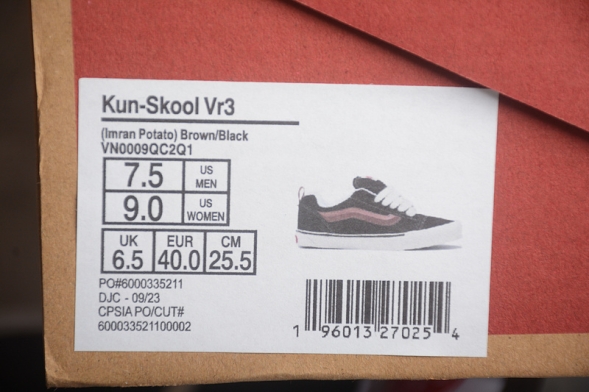 Kun-Skool Vr3
(Imran Potato) Brown/Black
VN0009QC2Q1
7.5 US MEN
9.0 US WOMEN
UK EUR CM
6.5 40.0 25.5
PO#6000335211
DJC - 09/23
CPSIA PO/CUT#
600033521100002
1 96013 27025 4